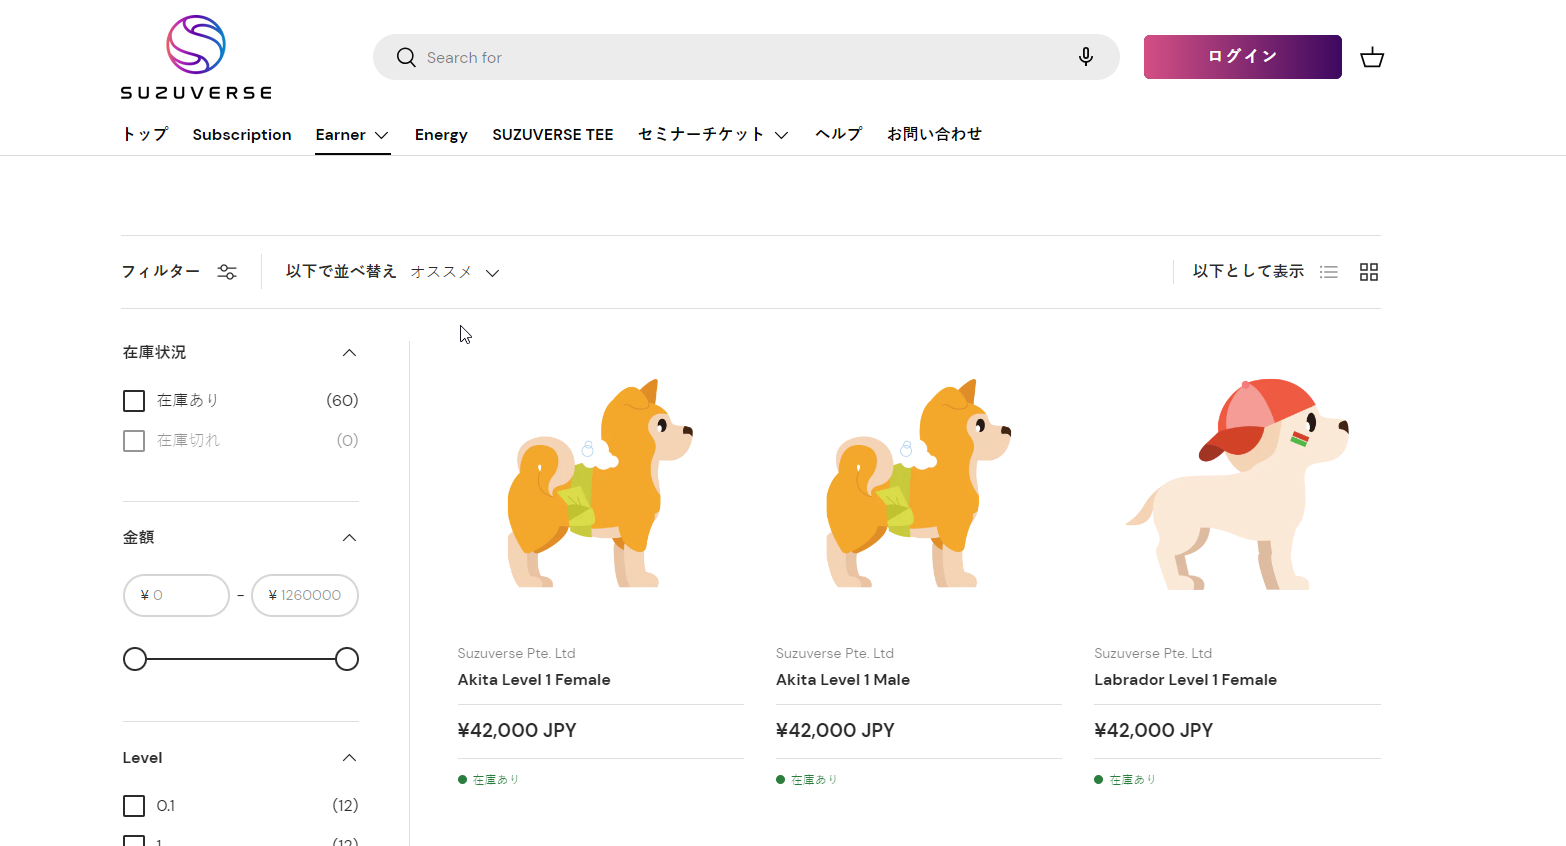 SUZUVERSE
Search for
ログイン
トップ Subscription Earner Energy SUZUVERSE TEE セミナーチケット ヘルプ お問い合わせ
フィルター 以下で並べ替え オススメ 以下として表示
在庫状況
在庫あり (60)
在庫切れ (0)
金額
¥ 0 - ¥ 1260000
Level
0.1 (12)
1 (12)
Suzuverse Pte. Ltd
Akita Level 1 Female
¥42,000 JPY
在庫あり
Suzuverse Pte. Ltd
Akita Level 1 Male
¥42,000 JPY
在庫あり
Suzuverse Pte. Ltd
Labrador Level 1 Female
¥42,000 JPY
在庫あり